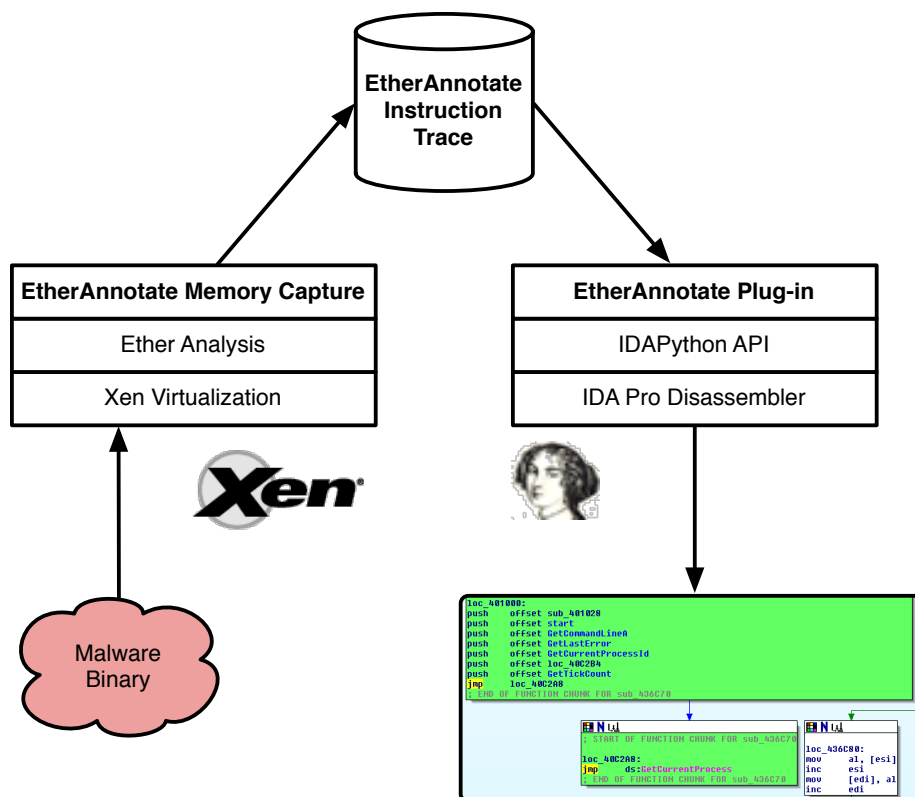 EtherAnnotate
Instruction
Trace
EtherAnnotate Memory Capture
Ether Analysis
Xen Virtualization
EtherAnnotate Plug-in
IDAPython API
IDA Pro Disassembler
Xen®
Malware
Binary
loc_401000:
push offset sub_401028
push offset start
push offset GetCommandLineA
push offset GetLastError
push offset GetCurrentProcessId
push offset loc_40C2B4
push offset GetTickCount
jmp loc_40C2A8
; END OF FUNCTION CHUNK FOR sub_436C70
; START OF FUNCTION CHUNK FOR sub_436C70
loc_40C2A8:
jmp ds:GetCurrentProcess
; END OF FUNCTION CHUNK FOR sub_436C70
loc_436C80:
mov al, [esi]
inc esi
mov [edi], al
inc edi